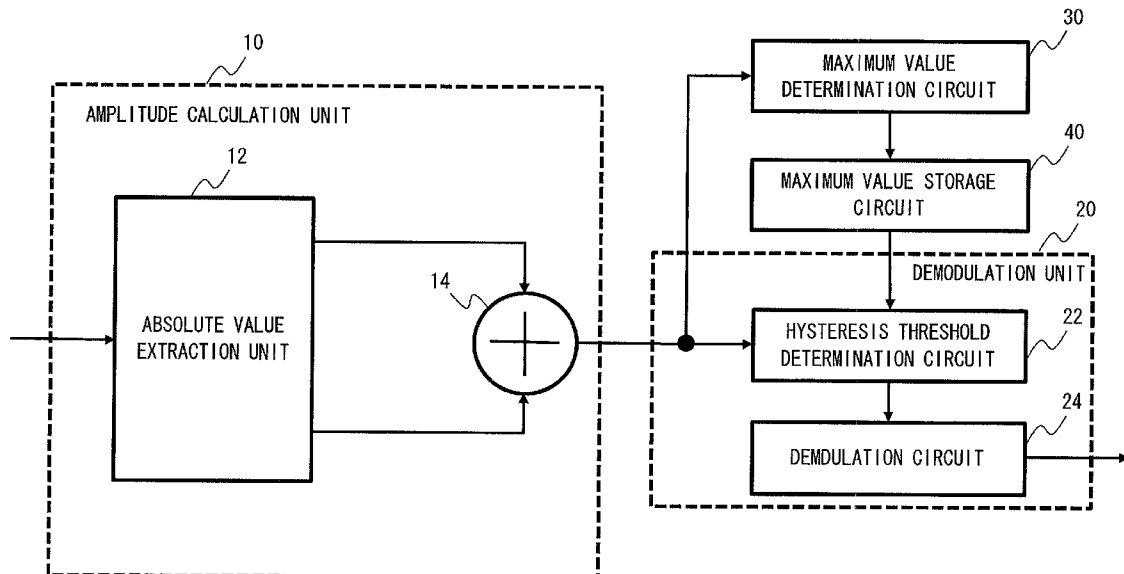 10
AMPLITUDE CALCULATION UNIT
12
ABSOLUTE VALUE
EXTRACTION UNIT
14
30
MAXIMUM VALUE
DETERMINATION CIRCUIT
40
MAXIMUM VALUE STORAGE
CIRCUIT
20
DEMODULATION UNIT
HYSTERESIS THRESHOLD
DETERMINATION CIRCUIT
22
24
DEMDULATION CIRCUIT